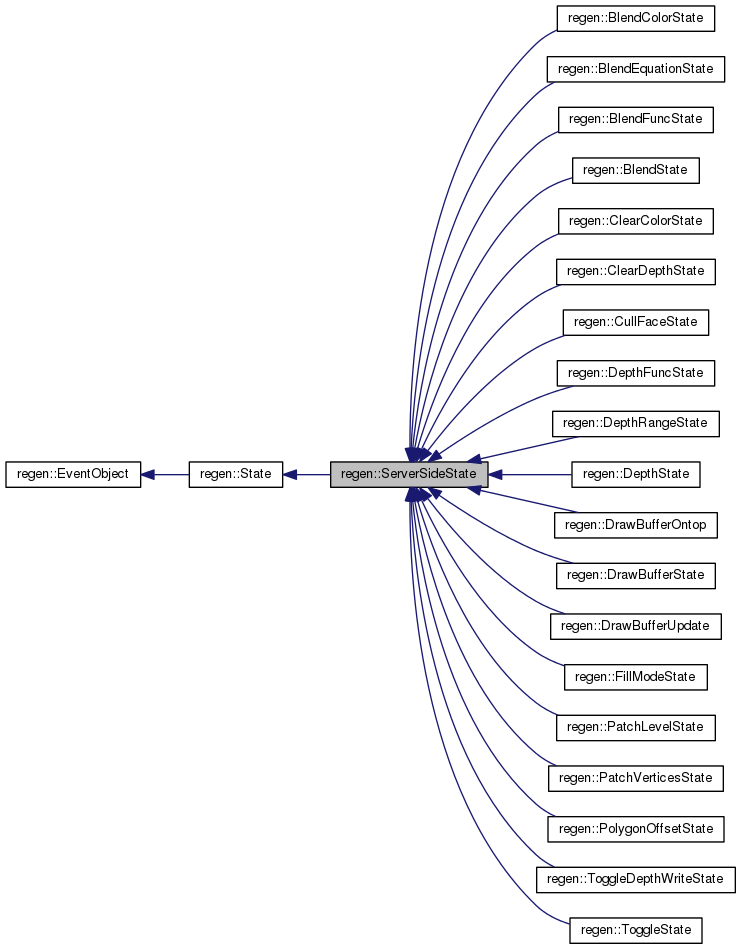 regen::BlendColorState
regen::BlendEquationState
regen::BlendFuncState
regen::BlendState
regen::ClearColorState
regen::ClearDepthState
regen::CullFaceState
regen::DepthFuncState
regen::DepthRangeState
regen::EventObject
regen::State
regen::ServerSideState
regen::DepthState
regen::DrawBufferOntop
regen::DrawBufferState
regen::DrawBufferUpdate
regen::FillModeState
regen::PatchLevelState
regen::PatchVerticesState
regen::PolygonOffsetState
regen::ToggleDepthWriteState
regen::ToggleState